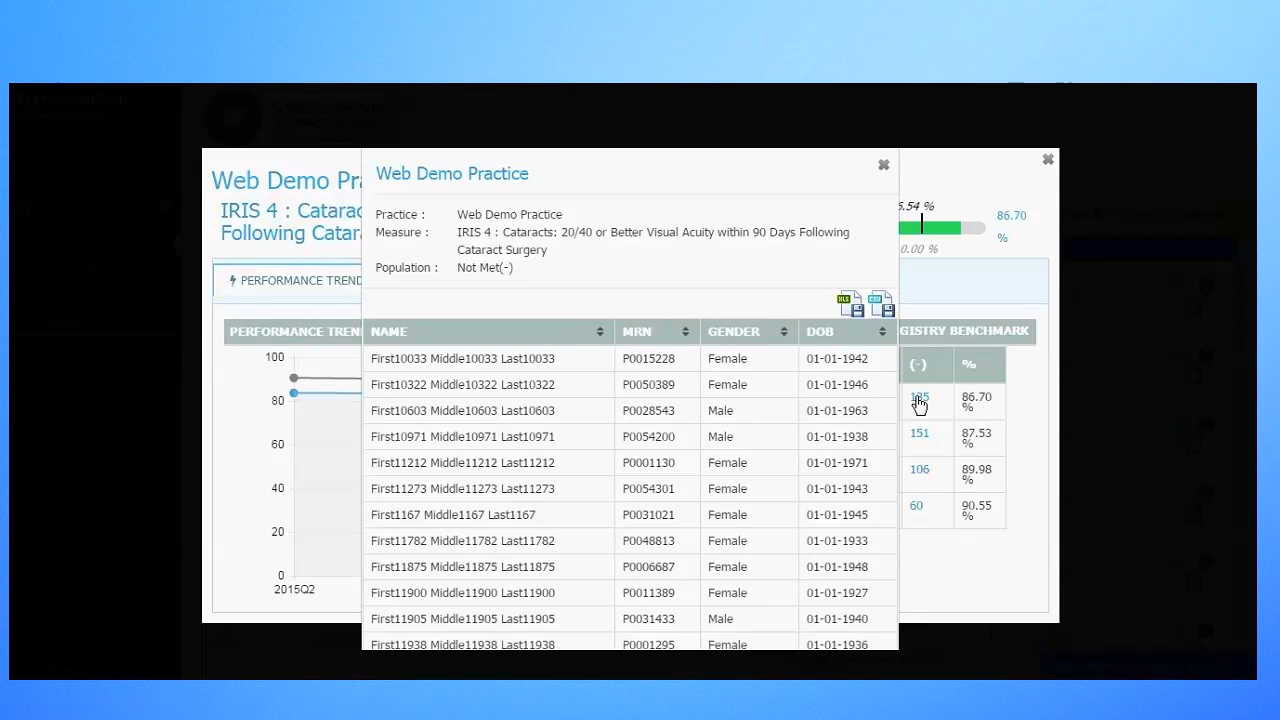 Web Demo Pra
IRIS 4 : Catarac
Following Catar
PERFORMANCE TREND
PERFORMANCE TREN
100
80
60
40
20
0
2015Q2
Web Demo Practice
Practice : Web Demo Practice
Measure : IRIS 4 : Cataracts: 20/40 or Better Visual Acuity within 90 Days Following
Cataract Surgery
Population : Not Met(-)
XLS CSV
NAME MRN GENDER DOB
First10033 Middle10033 Last10033 P0015228 Female 01-01-1942
First10322 Middle10322 Last10322 P0050389 Female 01-01-1946
First10603 Middle10603 Last10603 P0028543 Male 01-01-1963
First10971 Middle10971 Last10971 P0054200 Male 01-01-1938
First11212 Middle11212 Last11212 P0001130 Female 01-01-1971
First11273 Middle11273 Last11273 P0054301 Female 01-01-1943
First1167 Middle1167 Last1167 P0031021 Female 01-01-1945
First11782 Middle11782 Last11782 P0048813 Female 01-01-1933
First11875 Middle11875 Last11875 P0006687 Female 01-01-1948
First11900 Middle11900 Last11900 P0011389 Female 01-01-1927
First11905 Middle11905 Last11905 P0031433 Male 01-01-1940
First11938 Middle11938 Last11938 P0001295 Female 01-01-1936
5.54 %
86.70
%
0.00 %
GISTRY BENCHMARK
(-) %
86.70
%
151 87.53
%
106 89.98
%
60 90.55
%